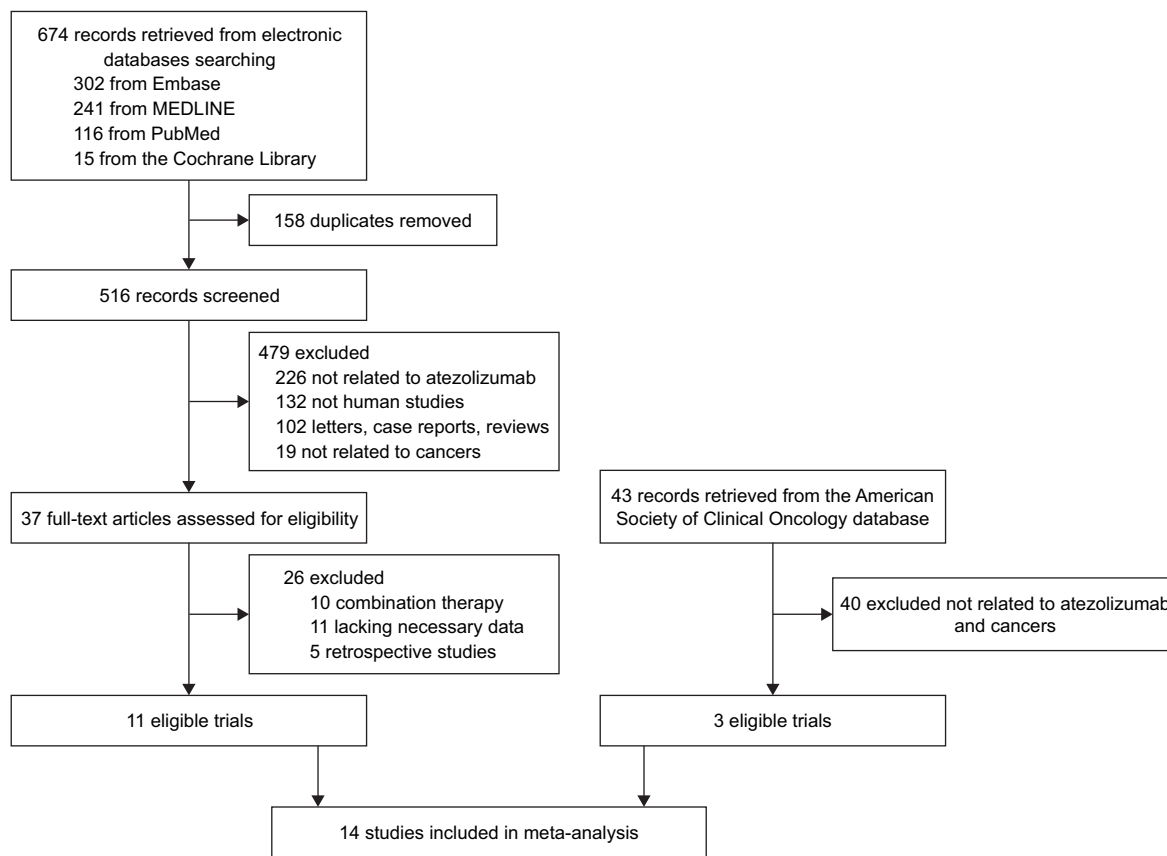 674 records retrieved from electronic
databases searching
302 from Embase
241 from MEDLINE
116 from PubMed
15 from the Cochrane Library
158 duplicates removed
516 records screened
479 excluded
226 not related to atezolizumab
132 not human studies
102 letters, case reports, reviews
19 not related to cancers
37 full-text articles assessed for eligibility
43 records retrieved from the American
Society of Clinical Oncology database
26 excluded
10 combination therapy
11 lacking necessary data
5 retrospective studies
40 excluded not related to atezolizumab
and cancers
11 eligible trials
3 eligible trials
14 studies included in meta-analysis